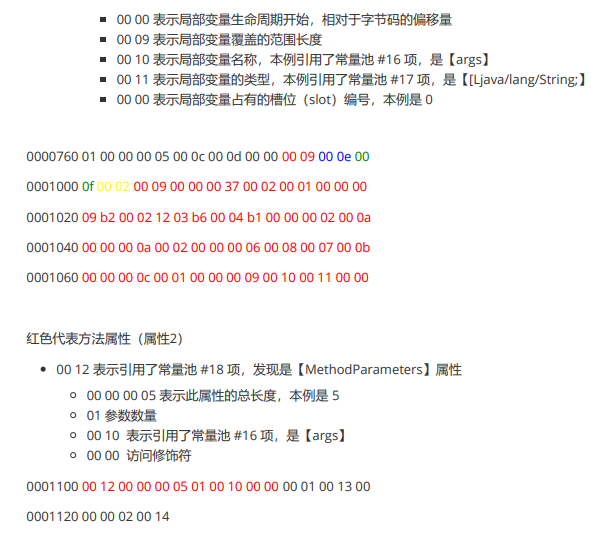 ▪ 00 00 表示局部变量生命周期开始，相对于字节码的偏移量
▪ 00 09 表示局部变量覆盖的范围长度
▪ 00 10 表示局部变量名称，本例引用了常量池 #16 项，是【args】
▪ 00 11 表示局部变量的类型，本例引用了常量池 #17 项，是【[Ljava/lang/String;】
▪ 00 00 表示局部变量占有的槽位（slot）编号，本例是 0
0000760 01 00 00 00 05 00 0c 00 0d 00 00 00 09 00 0e 00
0001000 0f 00 02 00 09 00 00 00 37 00 02 00 01 00 00 00
0001020 09 b2 00 02 12 03 b6 00 04 b1 00 00 00 02 00 0a
0001040 00 00 00 0a 00 02 00 00 00 06 00 08 00 07 00 0b
0001060 00 00 00 0c 00 01 00 00 00 09 00 10 00 11 00 00
红色代表方法属性（属性2）
• 00 12 表示引用了常量池 #18 项，发现是【MethodParameters】属性
○ 00 00 00 05 表示此属性的总长度，本例是 5
○ 01 参数数量
○ 00 10 表示引用了常量池 #16 项，是【args】
○ 00 00 访问修饰符
0001100 00 12 00 00 00 05 01 00 10 00 00 00 01 00 13 00
0001120 00 00 02 00 14